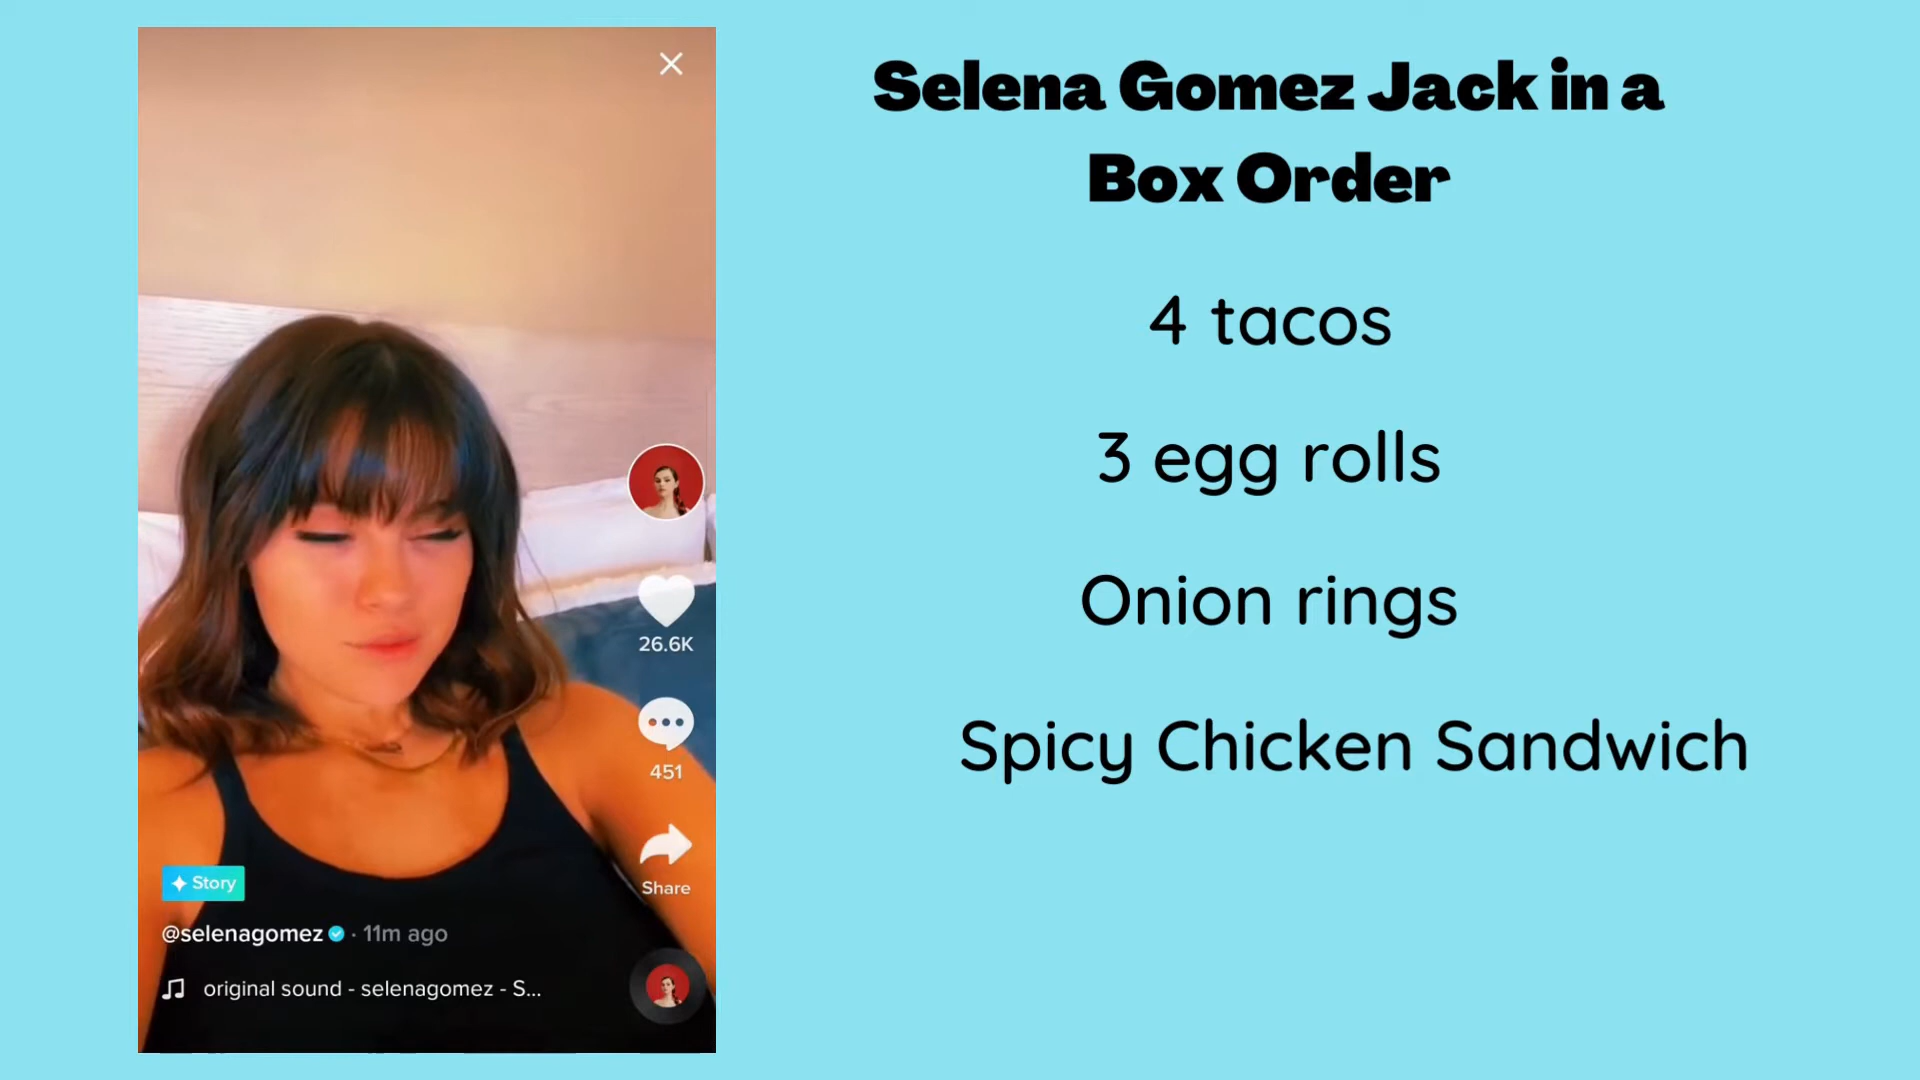 Selena Gomez Jack in a
Box Order
4 tacos
3 egg rolls
Onion rings
Spicy Chicken Sandwich
26.6K
451
Share
Story
@selenagomez · 11m ago
original sound - selenagomez - S...